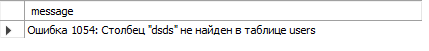 message
Ошибка 1054: Столбец "dsds" не найден в таблице users